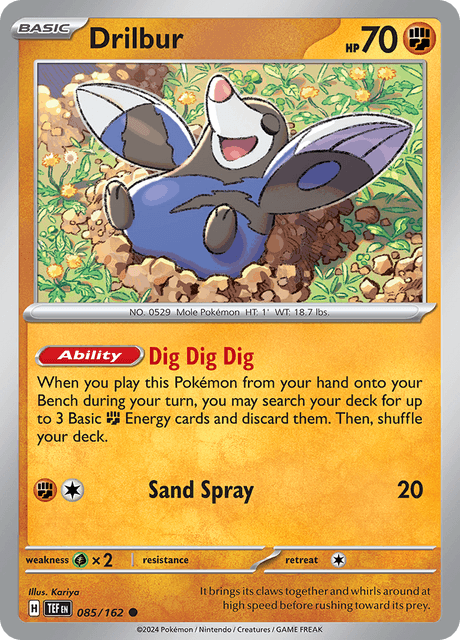 BASIC
Drilbur
HP 70
NO. 0529 Mole Pokémon HT: 1' WT: 18.7 lbs.
Ability Dig Dig Dig
When you play this Pokémon from your hand onto your
Bench during your turn, you may search your deck for up
to 3 Basic Energy cards and discard them. Then, shuffle
your deck.
Sand Spray 20
weakness ×2 resistance retreat
Illus. Kariya
H TEF EN 085/162
It brings its claws together and whirls around at
high speed before rushing toward its prey.
©2024 Pokémon / Nintendo / Creatures / GAME FREAK